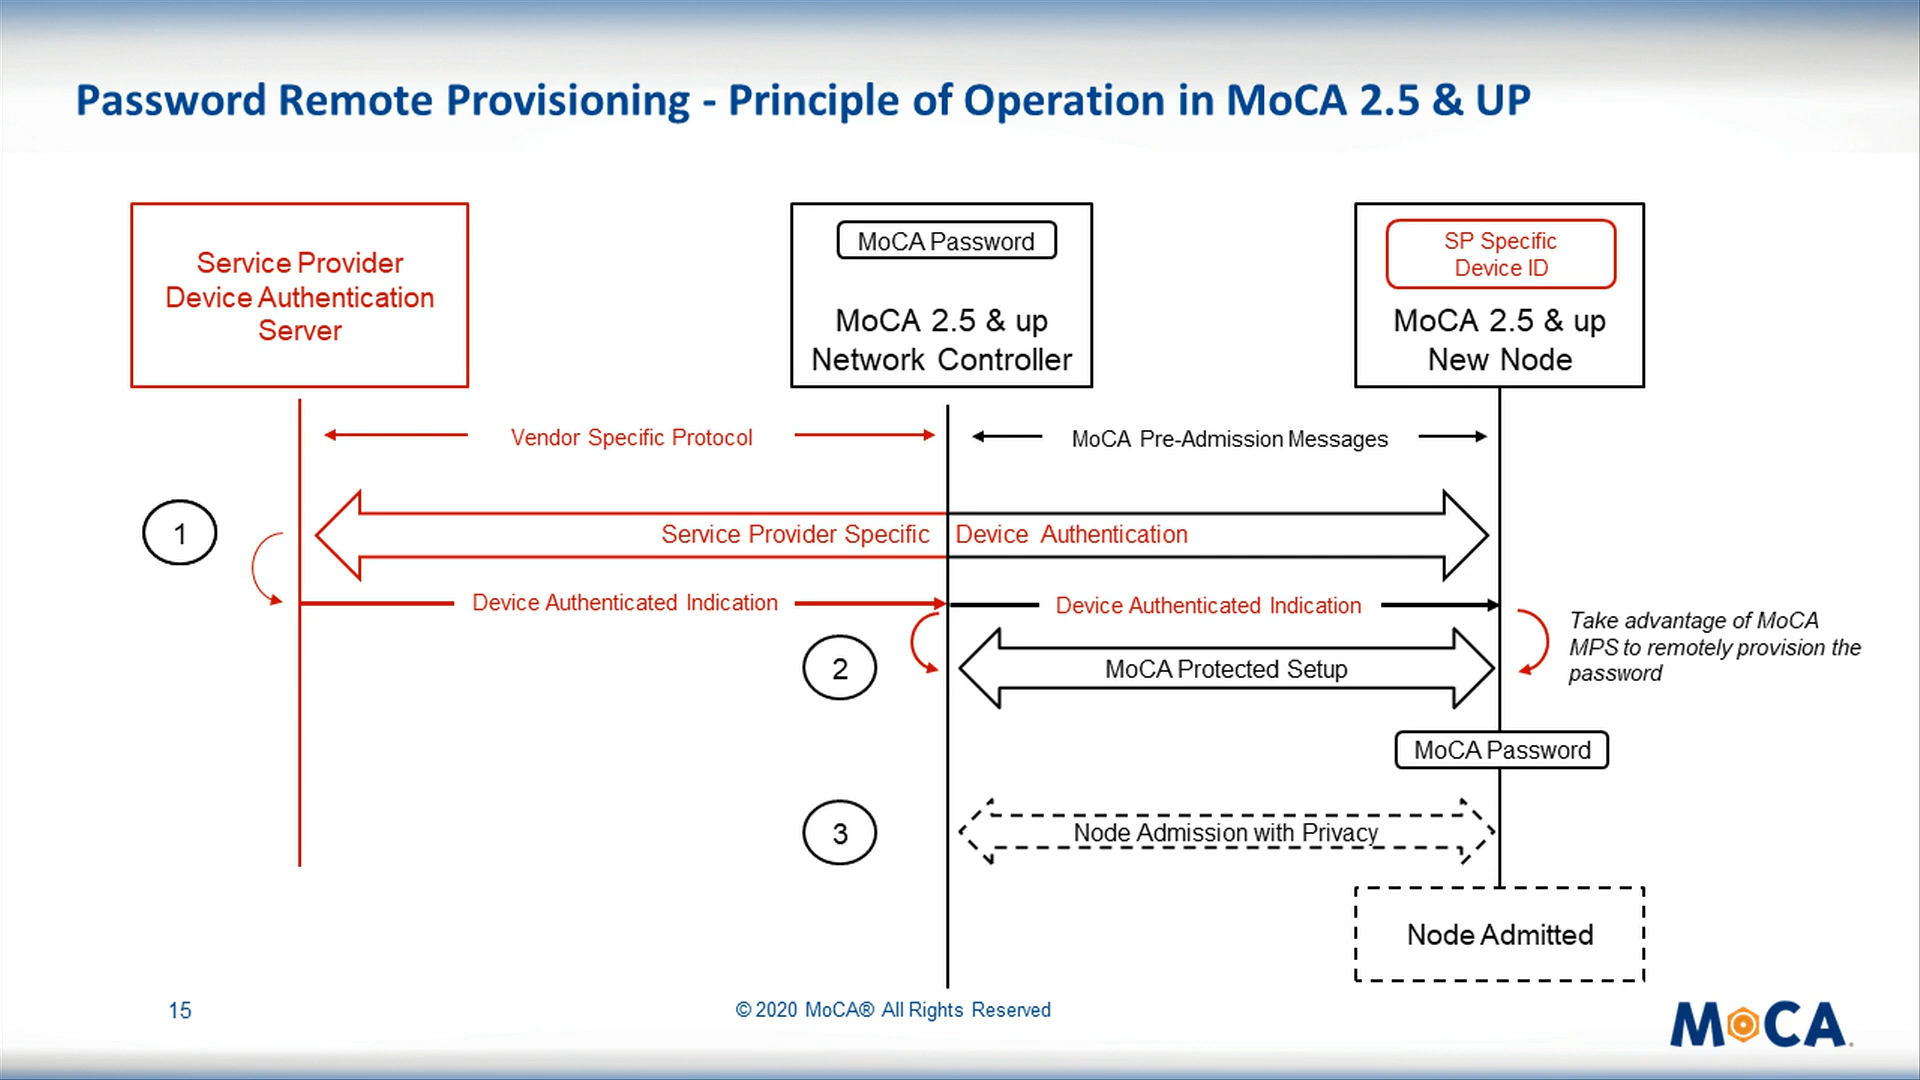 Password Remote Provisioning - Principle of Operation in MoCA 2.5 & UP
Service Provider
Device Authentication
Server
MoCA Password
MoCA 2.5 & up
Network Controller
SP Specific
Device ID
MoCA 2.5 & up
New Node
Vendor Specific Protocol
MoCA Pre-Admission Messages
1
Service Provider Specific Device Authentication
Device Authenticated Indication
Device Authenticated Indication
Take advantage of MoCA
MPS to remotely provision the
password
2
MoCA Protected Setup
MoCA Password
3
Node Admission with Privacy
Node Admitted
15
© 2020 MoCA® All Rights Reserved
MoCA